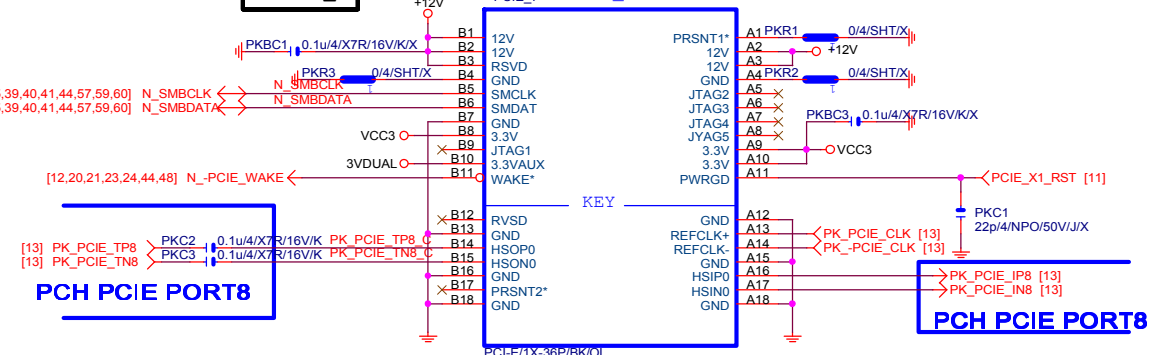 +12V
PKBC1 0.1u/4/X7R/16V/K/X
PKR3 0/4/SHT/X
,39,40,41,44,57,59,60] N_SMBCLK N_SMBCLK
,39,40,41,44,57,59,60] N_SMBDATA N_SMBDATA
VCC3
3VDUAL
[12,20,21,23,24,44,48] N_-PCIE_WAKE
[13] PK_PCIE_TP8 PKC2 0.1u/4/X7R/16V/K PK_PCIE_TP8_C
[13] PK_PCIE_TN8 PKC3 0.1u/4/X7R/16V/K PK_PCIE_TN8_C
PCH PCIE PORT8
B1 12V
B2 12V
B3 RSVD
B4 GND
B5 SMCLK
B6 SMDAT
B7 GND
B8 3.3V
B9 JTAG1
B10 3.3VAUX
B11 WAKE*
KEY
B12 RVSD
B13 GND
B14 HSOP0
B15 HSON0
B16 GND
B17 PRSNT2*
B18 GND
PRSNT1* A1 PKR1 0/4/SHT/X
12V A2 +12V
12V A3
GND A4 PKR2 0/4/SHT/X
JTAG2 A5
JTAG3 A6
JTAG4 A7
JYAG5 A8
PKBC3 0.1u/4/X7R/16V/K/X
3.3V A9 VCC3
3.3V A10
PWRGD A11 PCIE_X1_RST [11]
PKC1
22p/4/NPO/50V/J/X
GND A12
REFCLK+ A13 PK_PCIE_CLK [13]
REFCLK- A14 PK_-PCIE_CLK [13]
GND A15
HSIP0 A16 PK_PCIE_IP8 [13]
HSIN0 A17 PK_PCIE_IN8 [13]
GND A18
PCH PCIE PORT8
PCI-E/1X-36P/BK/OL